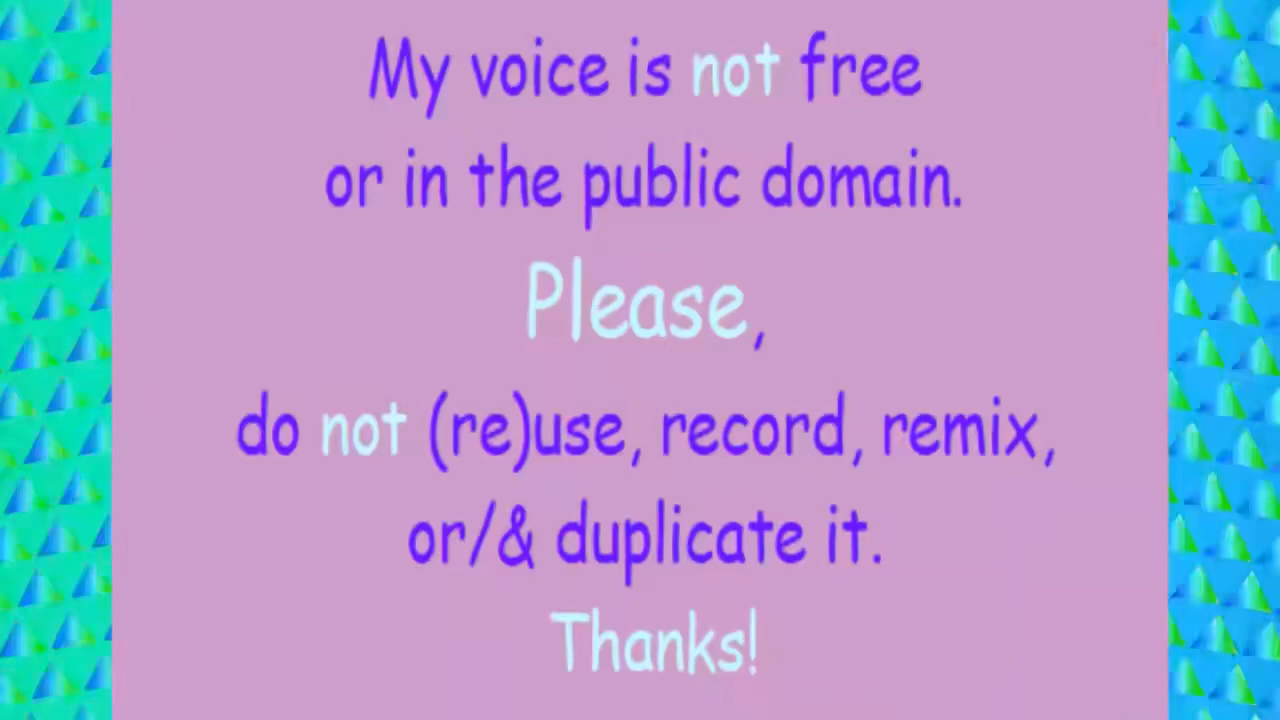 My voice is not free
or in the public domain.
Please,
do not (re)use, record, remix,
or/& duplicate it.
Thanks!